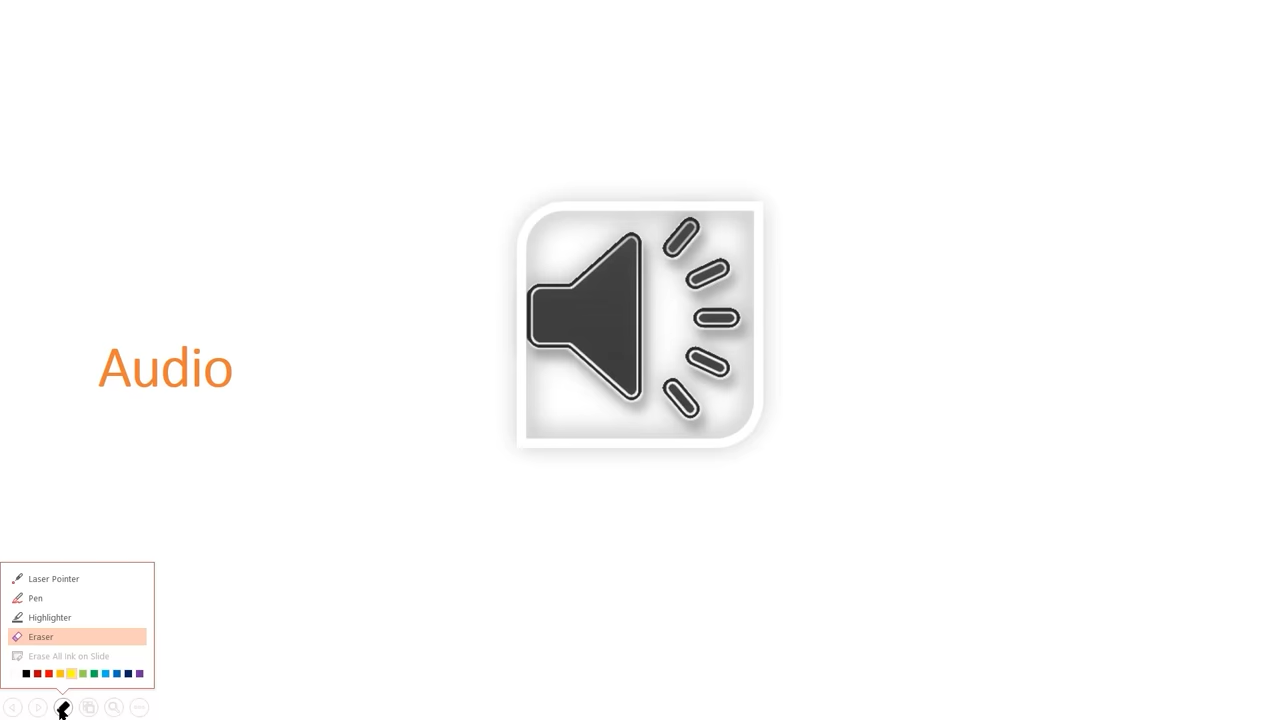 Audio
Laser Pointer
Pen
Highlighter
Eraser
Erase All Ink on Slide